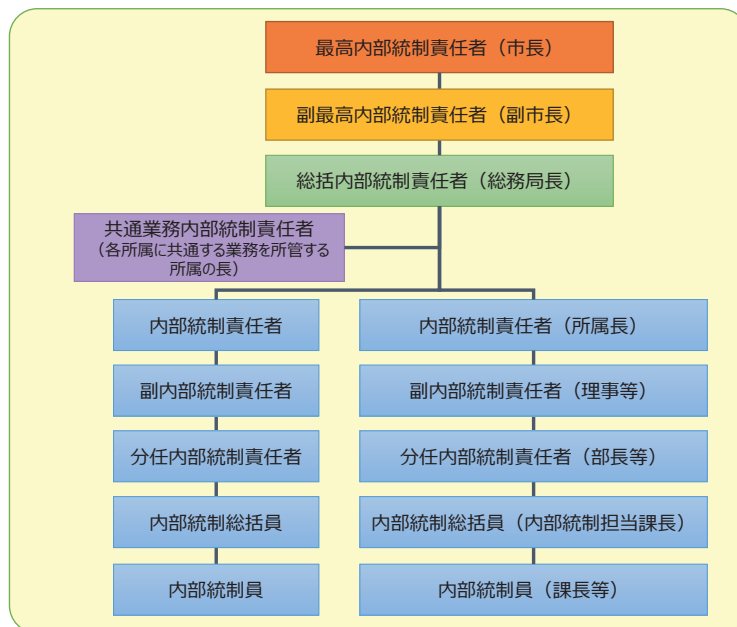 最高内部統制責任者（市長）
副最高内部統制責任者（副市長）
総括内部統制責任者（総務局長）
共通業務内部統制責任者
（各所属に共通する業務を所管する
所属の長）
内部統制責任者
内部統制責任者（所属長）
副内部統制責任者
副内部統制責任者（理事等）
分任内部統制責任者
分任内部統制責任者（部長等）
内部統制総括員
内部統制総括員（内部統制担当課長）
内部統制員
内部統制員（課長等）